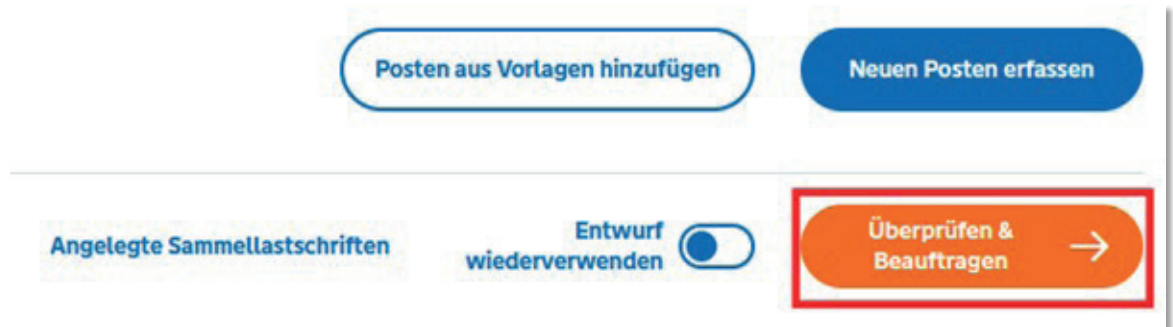 Posten aus Vorlagen hinzufügen
Neuen Posten erfassen
Angelegte Sammellastschriften
Entwurf
wiederverwenden
Überprüfen &
Beauftragen